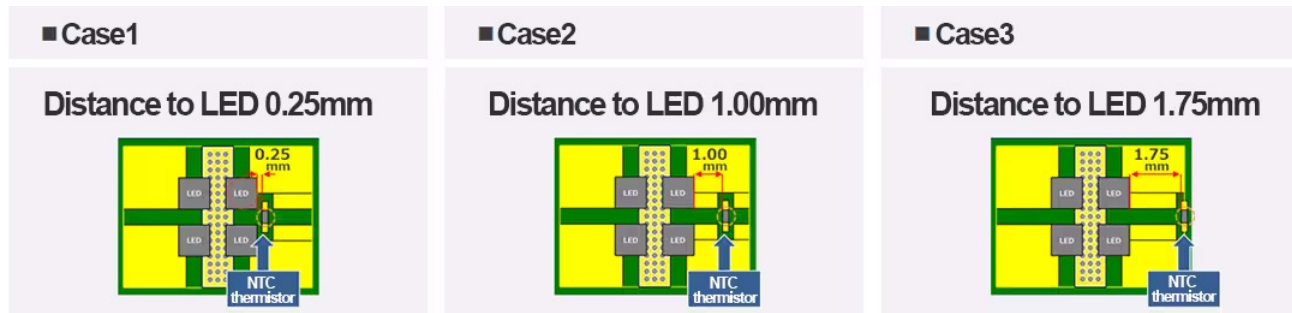 ■ Case1
Distance to LED 0.25mm
0.25
mm
LED
LED
LED
LED
NTC
thermistor
■ Case2
Distance to LED 1.00mm
1.00
mm
LED
LED
LED
LED
NTC
thermistor
■ Case3
Distance to LED 1.75mm
1.75
mm
LED
LED
LED
LED
NTC
thermistor